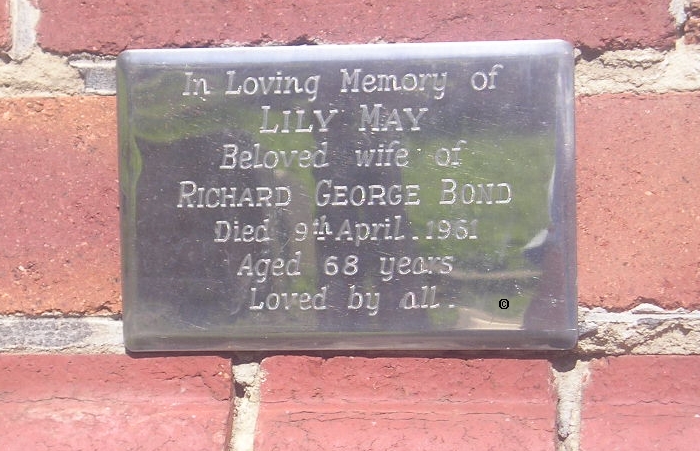 In Loving Memory of
LILY MAY
Beloved wife of
RICHARD GEORGE BOND
Died 9th April. 1961
Aged 68 years
Loved by all. ©